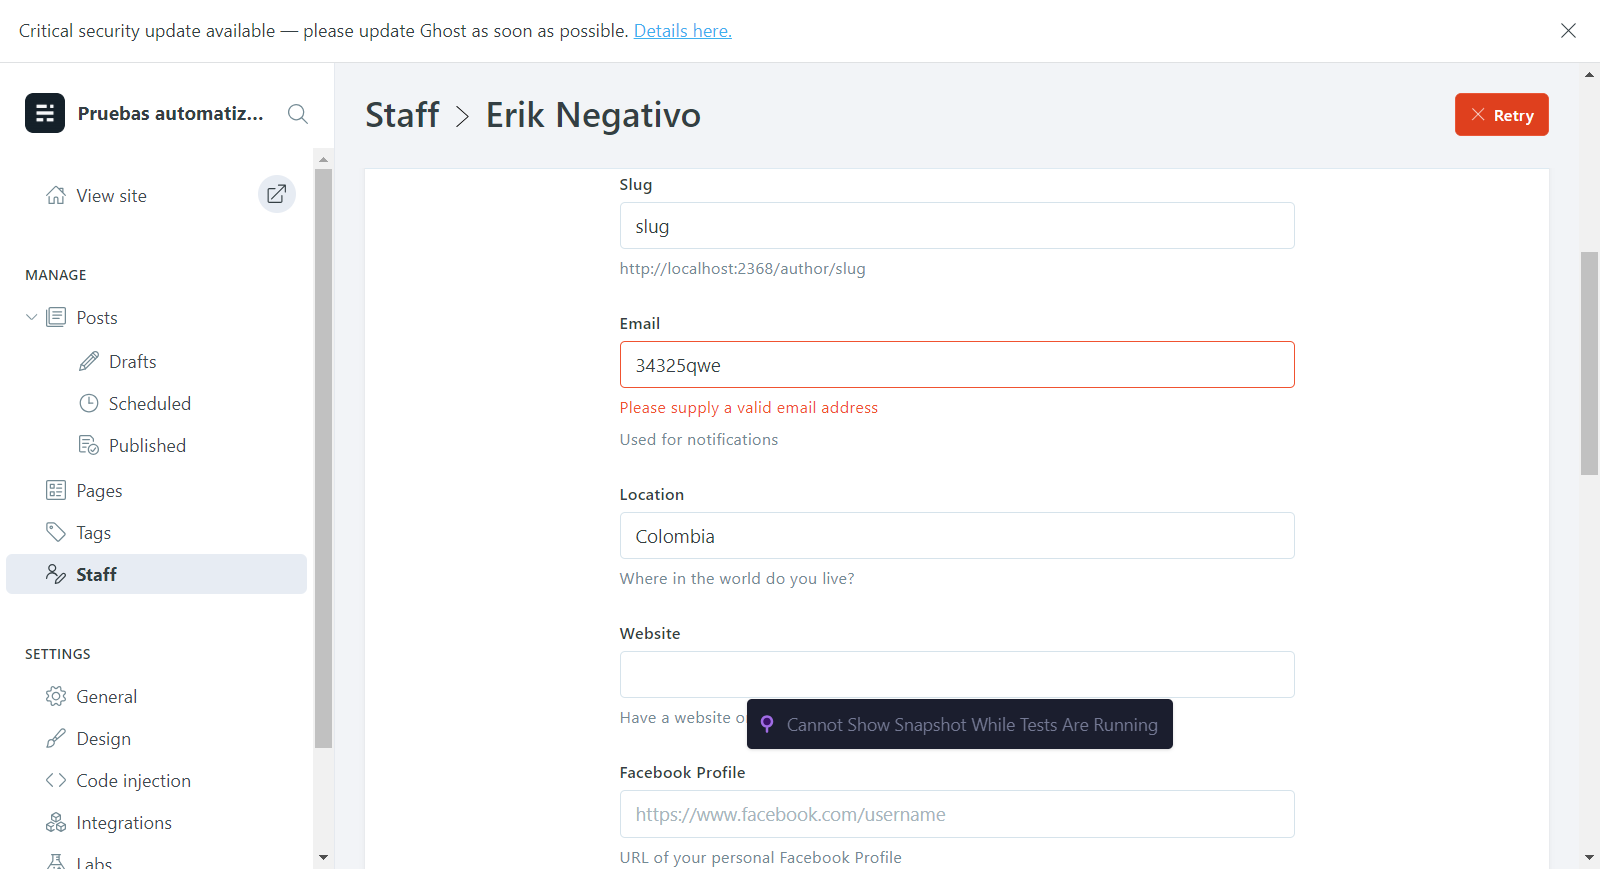 Critical security update available — please update Ghost as soon as possible. Details here.
Pruebas automatiz...
View site
MANAGE
Posts
Drafts
Scheduled
Published
Pages
Tags
Staff
SETTINGS
General
Design
Code injection
Integrations
Labs
Staff > Erik Negativo
Retry
Slug
slug
http://localhost:2368/author/slug
Email
34325qwe
Please supply a valid email address
Used for notifications
Location
Colombia
Where in the world do you live?
Website
Have a website
Cannot Show Snapshot While Tests Are Running
Facebook Profile
https://www.facebook.com/username
URL of your personal Facebook Profile